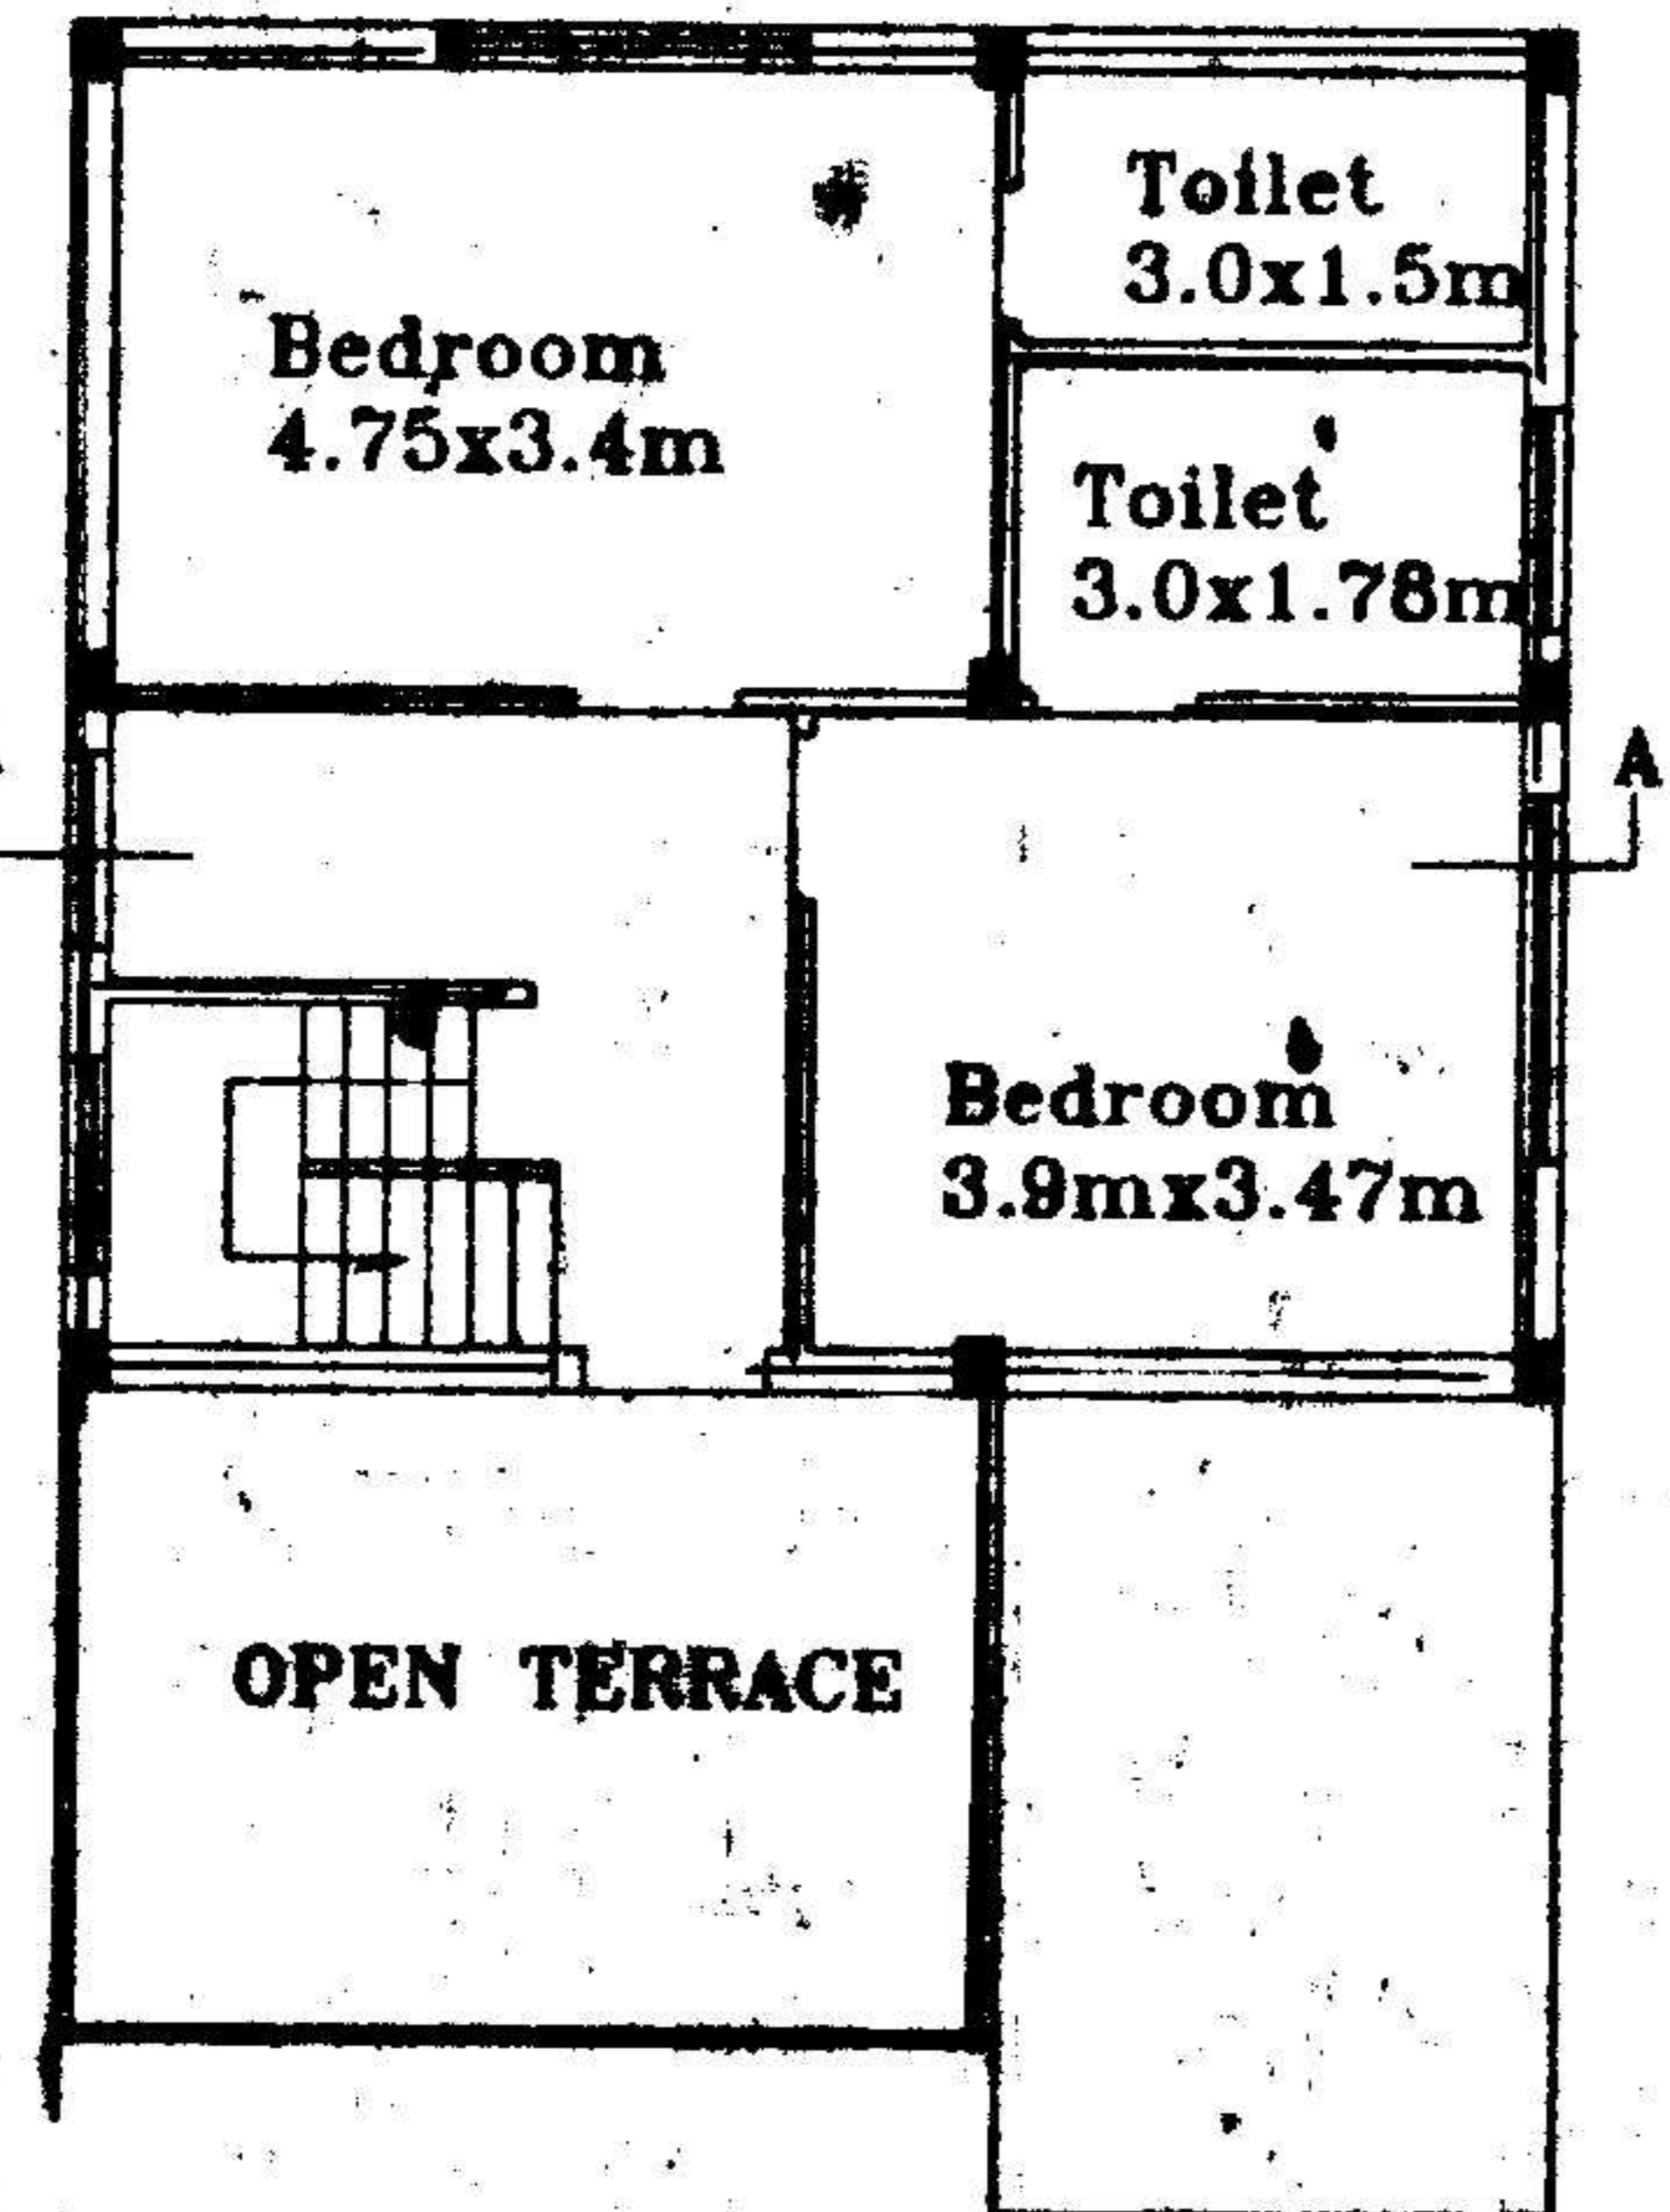 Toilet
3.0x1.5m
Bedroom
4.75x3.4m
Toilet
3.0x1.78m
A
Bedroom
3.9mx3.47m
OPEN TERRACE